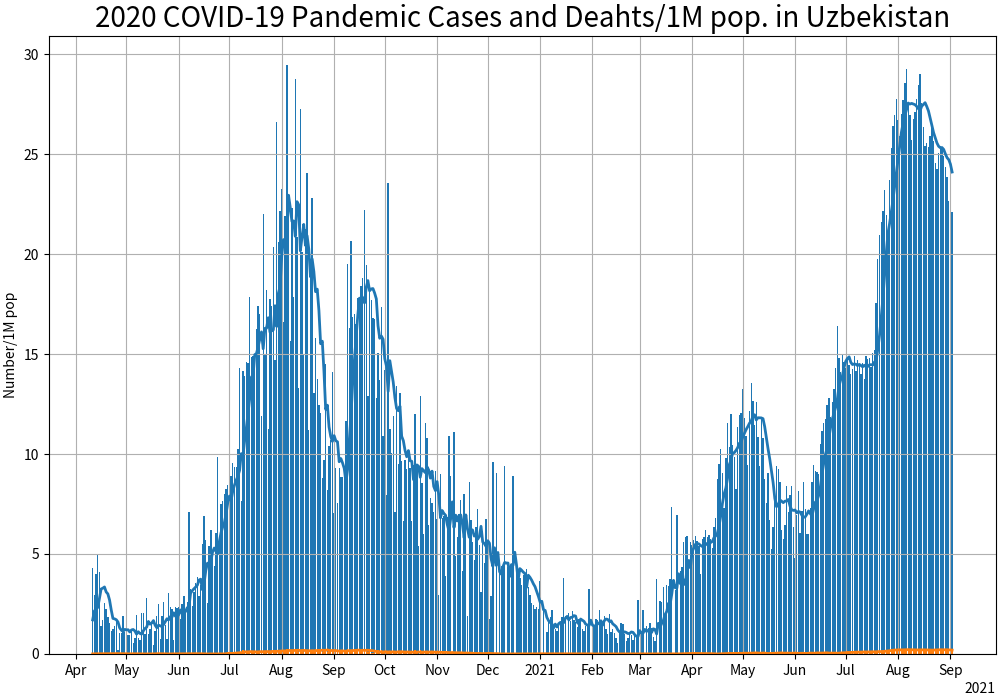 2020 COVID-19 Pandemic Cases and Deahts/1M pop. in Uzbekistan
Number/1M pop
30
25
20
15
10
5
0
Apr May Jun Jul Aug Sep Oct Nov Dec 2021 Feb Mar Apr May Jun Jul Aug Sep
2021